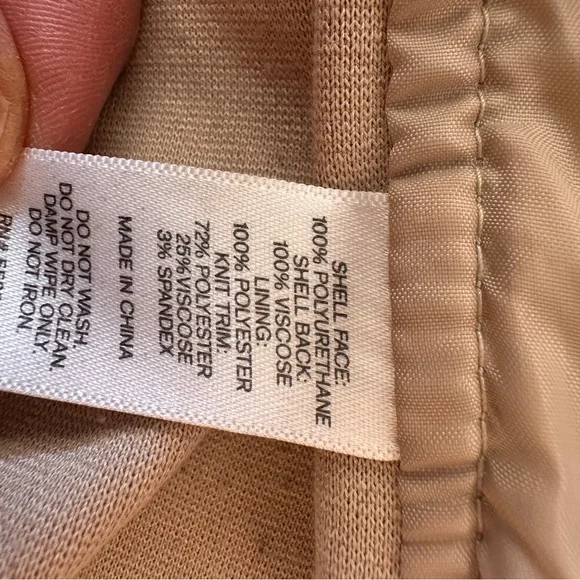 SHELL FACE:
100% POLYURETHANE
SHELL BACK:
100% VISCOSE
LINING:
100% POLYESTER
KNIT TRIM:
72% POLYESTER
25% VISCOSE
3% SPANDEX
MADE IN CHINA
DO NOT WASH.
DO NOT DRY CLEAN.
DAMP WIPE ONLY.
DO NOT IRON.